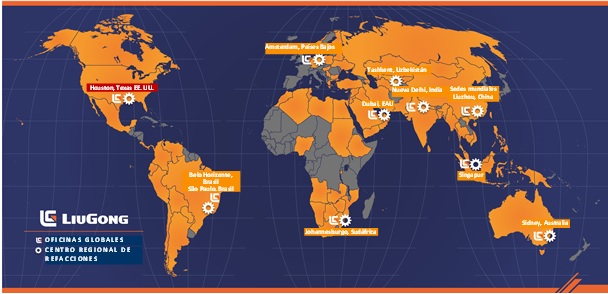 Amsterdam, Países Bajos
Tashkent, Uzbekistán
Houston, Texas EE. UU.
Nueva Delhi, India
Sedes mundiales
Liuzhou, China
Dubai, EAU
Singapur
Belo Horizonte,
Brasil
São Paulo, Brasil
Johannesburgo, Sudáfrica
Sidney, Australia
LIUGONG
OFICINAS GLOBALES
CENTRO REGIONAL DE
REFACCIONES